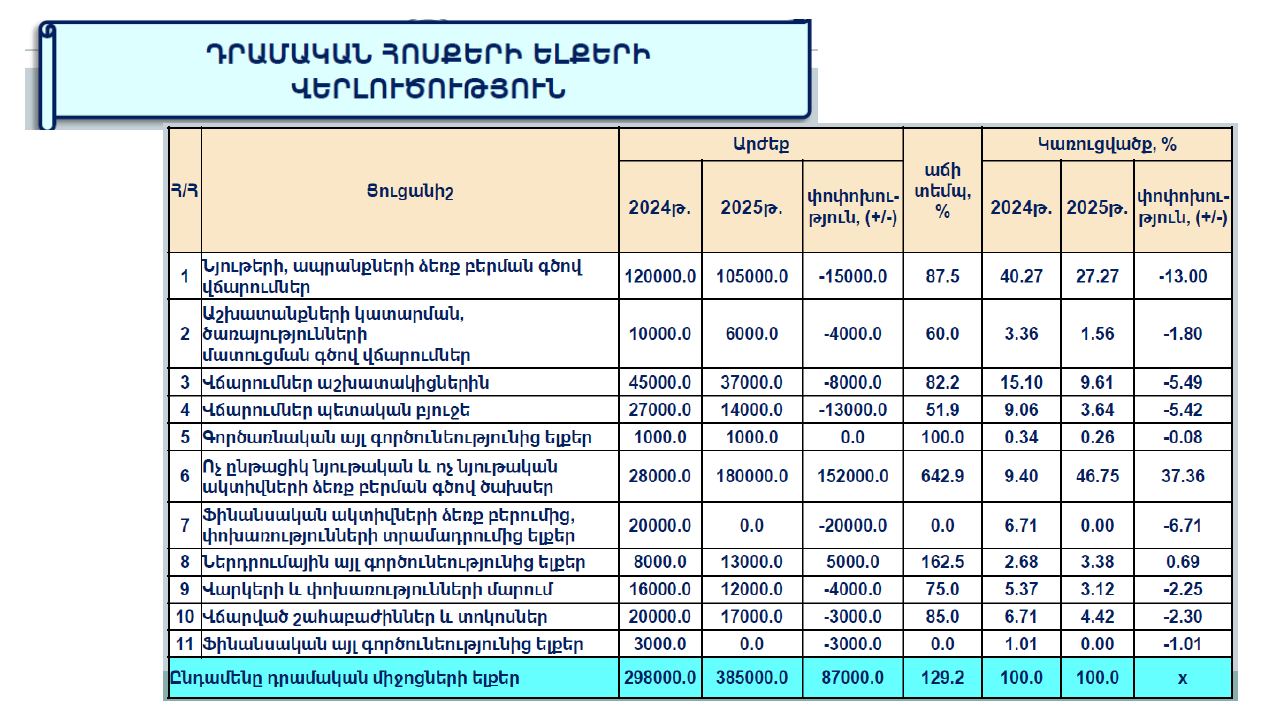 ԴՐԱՄԱԿԱՆ ՀՈՍՔԵՐԻ ԵԼՔԵՐԻ
ՎԵՐԼՈՒԾՈՒԹՅՈՒՆ
Հ/Հ Ցուցանիշ Արժեք աճի տեմպ, % Կառուցվածք, %
2024թ. 2025թ. փոփոխու-թյուն, (+/-) 2024թ. 2025թ. փոփոխու-թյուն, (+/-)
1 Նյութերի, ապրանքների ձեռք բերման գծով
վճարումներ 120000.0 105000.0 -15000.0 87.5 40.27 27.27 -13.00
2 Աշխատանքների կատարման,
ծառայությունների
մատուցման գծով վճարումներ 10000.0 6000.0 -4000.0 60.0 3.36 1.56 -1.80
3 Վճարումներ աշխատակիցներին 45000.0 37000.0 -8000.0 82.2 15.10 9.61 -5.49
4 Վճարումներ պետական բյուջե 27000.0 14000.0 -13000.0 51.9 9.06 3.64 -5.42
5 Գործառնական այլ գործունեությունից ելքեր 1000.0 1000.0 0.0 100.0 0.34 0.26 -0.08
6 Ոչ ընթացիկ նյութական և ոչ նյութական
ակտիվների ձեռք բերման գծով ծախսեր 28000.0 180000.0 152000.0 642.9 9.40 46.75 37.36
7 Ֆինանսական ակտիվների ձեռք բերումից,
փոխառությունների տրամադրումից ելքեր 20000.0 0.0 -20000.0 0.0 6.71 0.00 -6.71
8 Ներդրումային այլ գործունեությունից ելքեր 8000.0 13000.0 5000.0 162.5 2.68 3.38 0.69
9 Վարկերի և փոխառությունների մարում 16000.0 12000.0 -4000.0 75.0 5.37 3.12 -2.25
10 Վճարված շահաբաժիններ և տոկոսներ 20000.0 17000.0 -3000.0 85.0 6.71 4.42 -2.30
11 Ֆինանսական այլ գործունեությունից ելքեր 3000.0 0.0 -3000.0 0.0 1.01 0.00 -1.01
Ընդամենը դրամական միջոցների ելքեր 298000.0 385000.0 87000.0 129.2 100.0 100.0 x